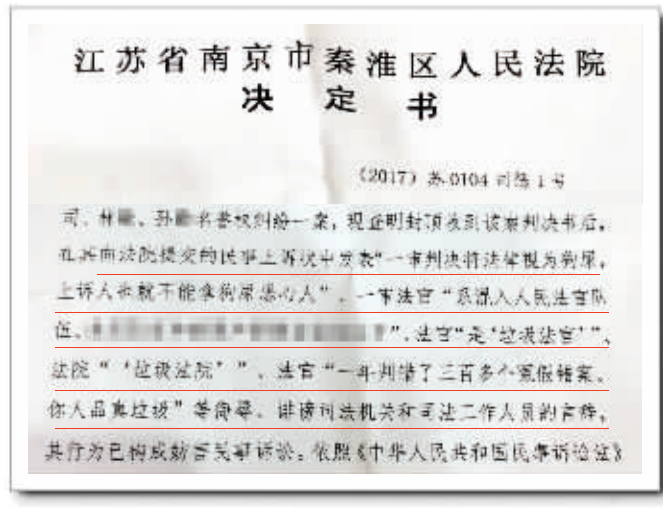 江苏省南京市秦淮区人民法院
决定书
（2017）苏0104司惩1号
司、林、孙名誉权纠纷一案，现查明封顶收到该案判决书后，
在其向法院提交的民事上诉状中发表“一审判决将法律视为狗屎，
上诉人也就不能拿狗屎恶心人”、一审法官“系混入人民法官队
伍、”、法官“是‘垃圾法官’”、
法院“‘垃圾法院’”、法官“一年判错了三百多个冤假错案、
你人品真垃圾”等侮辱、诽谤司法机关和司法工作人员的言辞，
其行为已构成妨害民事诉讼。依照《中华人民共和国民事诉讼法》